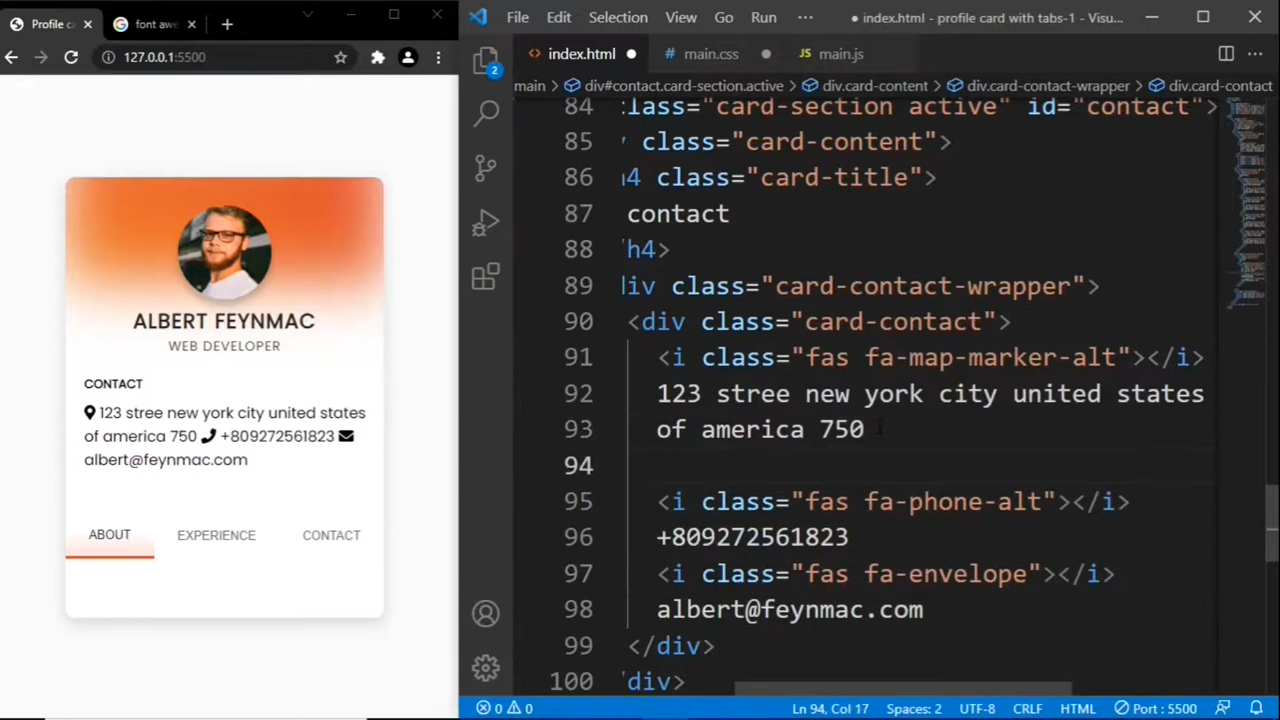 Profile c
font awe
127.0.0.1:5500
ALBERT FEYNMAC
WEB DEVELOPER
CONTACT
123 stree new york city united states
of america 750 +809272561823
albert@feynmac.com
ABOUT EXPERIENCE CONTACT
File Edit Selection View Go Run ··· ● index.html - profile card with tabs-1 - Visu...
index.html ● # main.css ● JS main.js
main > div#contact.card-section.active > div.card-content > div.card-contact-wrapper > div.card-contact
2
84 class="card-section active" id="contact">
85 class="card-content">
86 h4 class="card-title">
87 contact
88 /h4>
89 div class="card-contact-wrapper">
90 <div class="card-contact">
91 <i class="fas fa-map-marker-alt"></i>
92 123 stree new york city united states
93 of america 750
94
95 <i class="fas fa-phone-alt"></i>
96 +809272561823
97 <i class="fas fa-envelope"></i>
98 albert@feynmac.com
99 </div>
100 /div>
0 0 Ln 94, Col 17 Spaces: 2 UTF-8 CRLF HTML Port : 5500